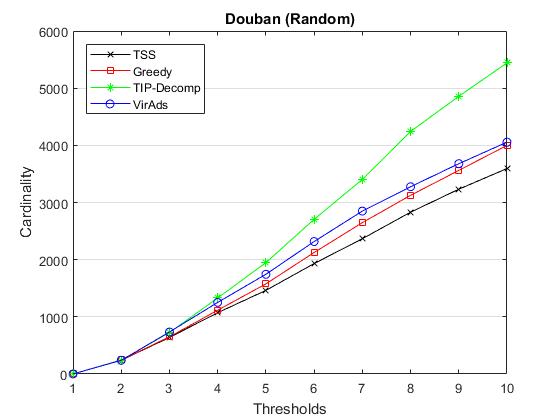 Douban (Random)
6000
5000
4000
3000
2000
1000
0
Cardinality
TSS
Greedy
TIP-Decomp
VirAds
1 2 3 4 5 6 7 8 9 10
Thresholds